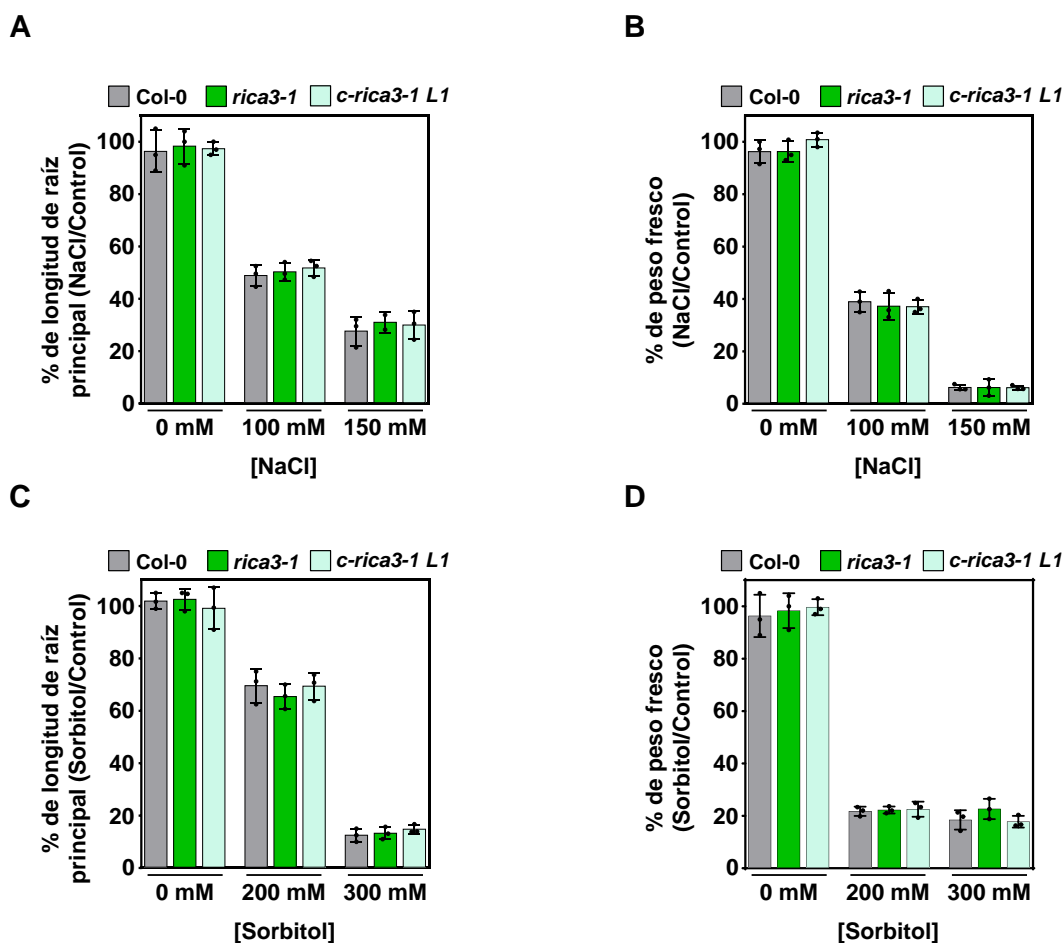 A
Col-0 rica3-1 c-rica3-1 L1
% de longitud de raíz
principal (NaCl/Control)
100
80
60
40
20
0
0 mM 100 mM 150 mM
[NaCl]
B
Col-0 rica3-1 c-rica3-1 L1
% de peso fresco
(NaCl/Control)
100
80
60
40
20
0
0 mM 100 mM 150 mM
[NaCl]
C
Col-0 rica3-1 c-rica3-1 L1
% de longitud de raíz
principal (Sorbitol/Control)
100
80
60
40
20
0
0 mM 200 mM 300 mM
[Sorbitol]
D
Col-0 rica3-1 c-rica3-1 L1
% de peso fresco
(Sorbitol/Control)
100
80
60
40
20
0
0 mM 200 mM 300 mM
[Sorbitol]